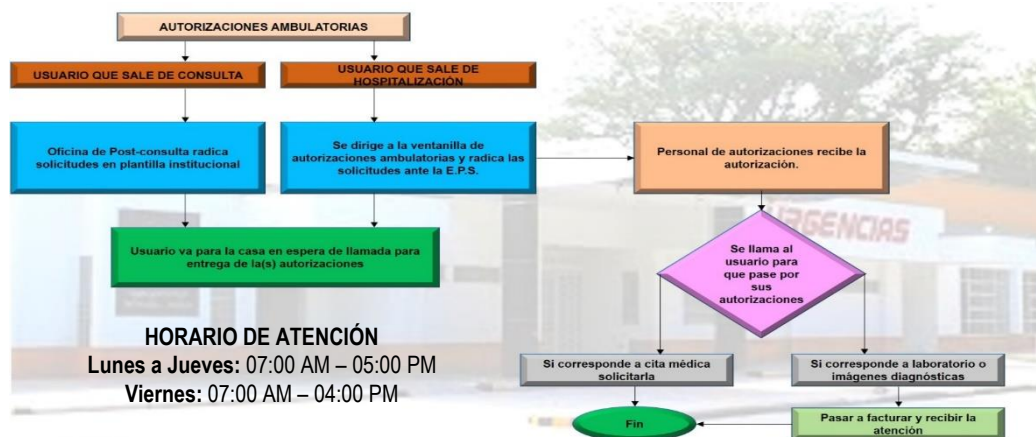 AUTORIZACIONES AMBULATORIAS
USUARIO QUE SALE DE CONSULTA
USUARIO QUE SALE DE
HOSPITALIZACIÓN
Oficina de Post-consulta radica
solicitudes en plantilla institucional
Se dirige a la ventanilla de
autorizaciones ambulatorias y radica las
solicitudes ante la E.P.S.
Personal de autorizaciones recibe la
autorización.
Usuario va para la casa en espera de llamada para
entrega de la(s) autorizaciones
URGENCIAS
Se llama al
usuario para
que pase por
sus
autorizaciones
HORARIO DE ATENCIÓN
Lunes a Jueves: 07:00 AM – 05:00 PM
Viernes: 07:00 AM – 04:00 PM
Si corresponde a cita médica
solicitarla
Si corresponde a laboratorio o
imágenes diagnósticas
Fin
Pasar a facturar y recibir la
atención